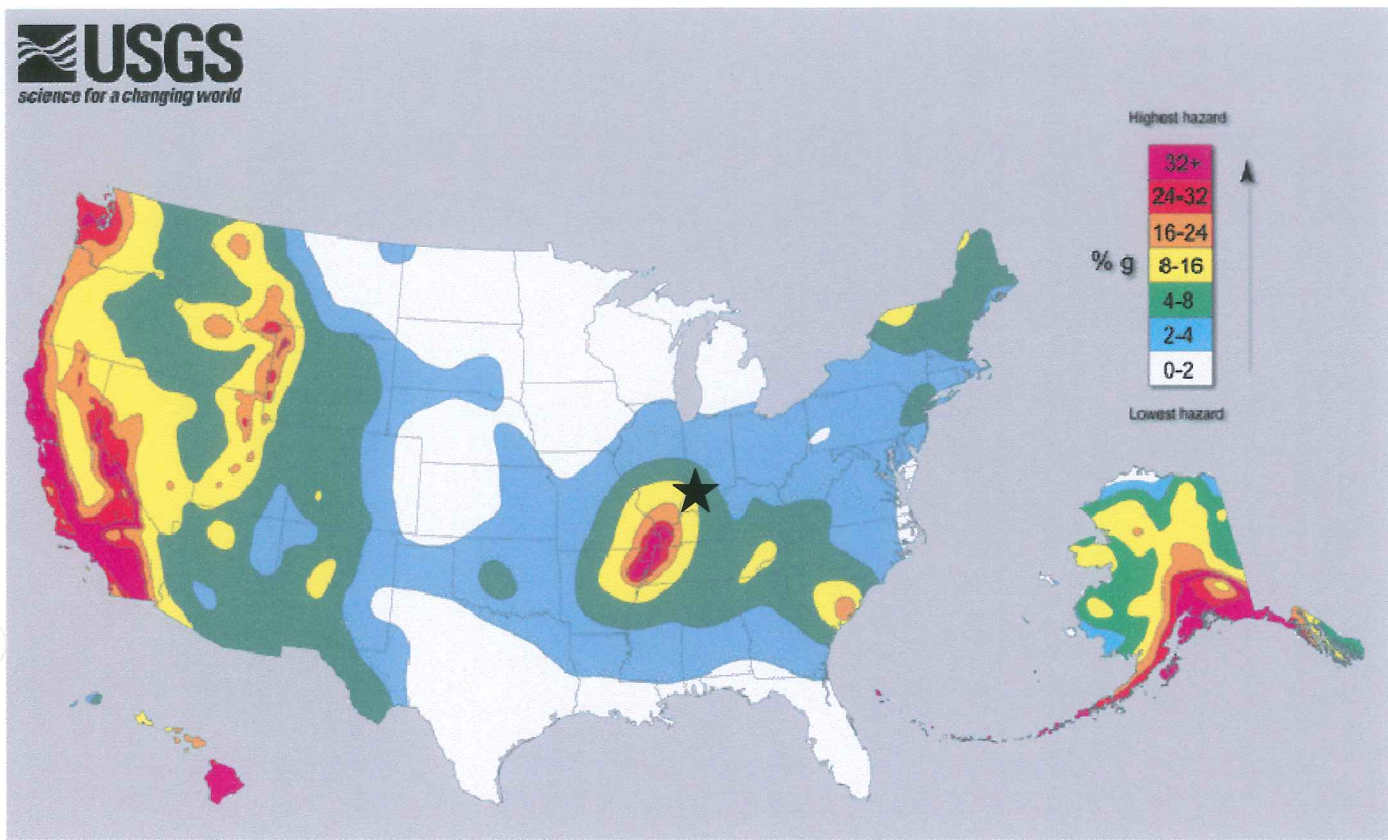 USGS
science for a changing world
Highest hazard
32+
24-32
16-24
% g
8-16
4-8
2-4
0-2
Lowest hazard